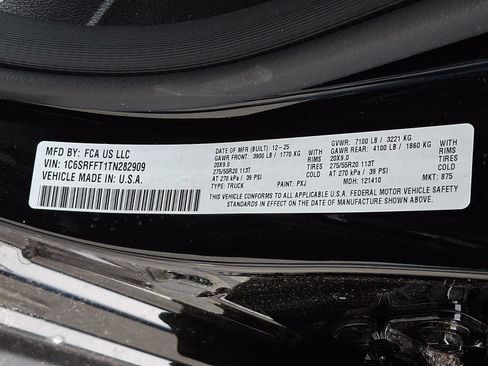 MFD BY: FCA US LLC
VIN: 1C6SRFFT1TN282909
VEHICLE MADE IN: U.S.A.
DATE OF MFR (BUILT): 12-25 GVWR: 7100 LB / 3221 KG
GAWR FRONT: 3900 LB / 1770 KG GAWR REAR: 4100 LB / 1860 KG
20X9.0 RIMS 20X9.0 RIMS
275/55R20 113T TIRES 275/55R20 113T TIRES
AT 270 kPa / 39 PSI COLD AT 270 kPa / 39 PSI COLD
TYPE: TRUCK PAINT: PXJ MDH: 121410 MKT: 875
THIS VEHICLE CONFORMS TO ALL APPLICABLE U.S.A. FEDERAL MOTOR VEHICLE SAFETY
STANDARDS IN EFFECT ON THE DATE OF MANUFACTURE SHOWN ABOVE.